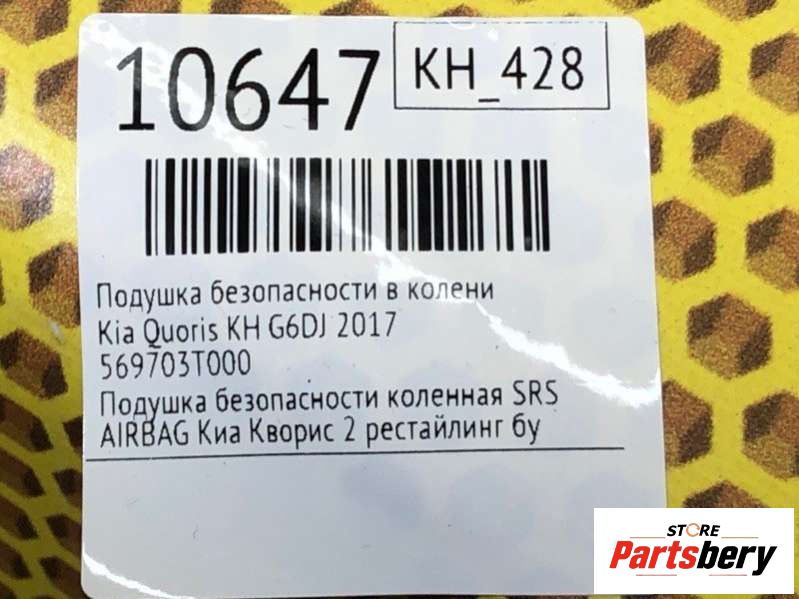 10647
KH_428
Подушка безопасности в колени
Kia Quoris KH G6DJ 2017
569703T000
Подушка безопасности коленная SRS
AIRBAG Киа Кворис 2 рестайлинг бу
STORE
Partsbery